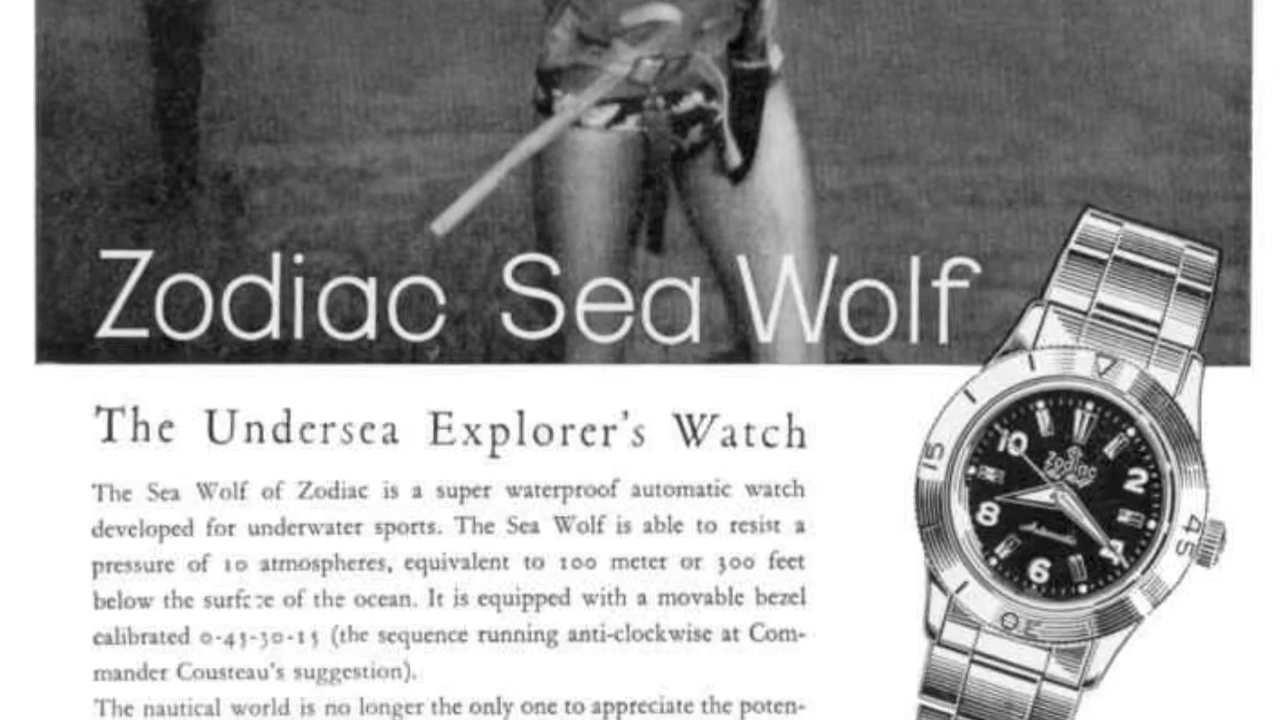 Zodiac Sea Wolf
The Undersea Explorer's Watch
The Sea Wolf of Zodiac is a super waterproof automatic watch
developed for underwater sports. The Sea Wolf is able to resist a
pressure of 10 atmospheres, equivalent to 100 meter or 300 feet
below the surface of the ocean. It is equipped with a movable bezel
calibrated 0-45-30-15 (the sequence running anti-clockwise at Com-
mander Cousteau's suggestion).
The nautical world is no longer the only one to appreciate the poten-
15
45
30
10
2
8
6
Zodiac